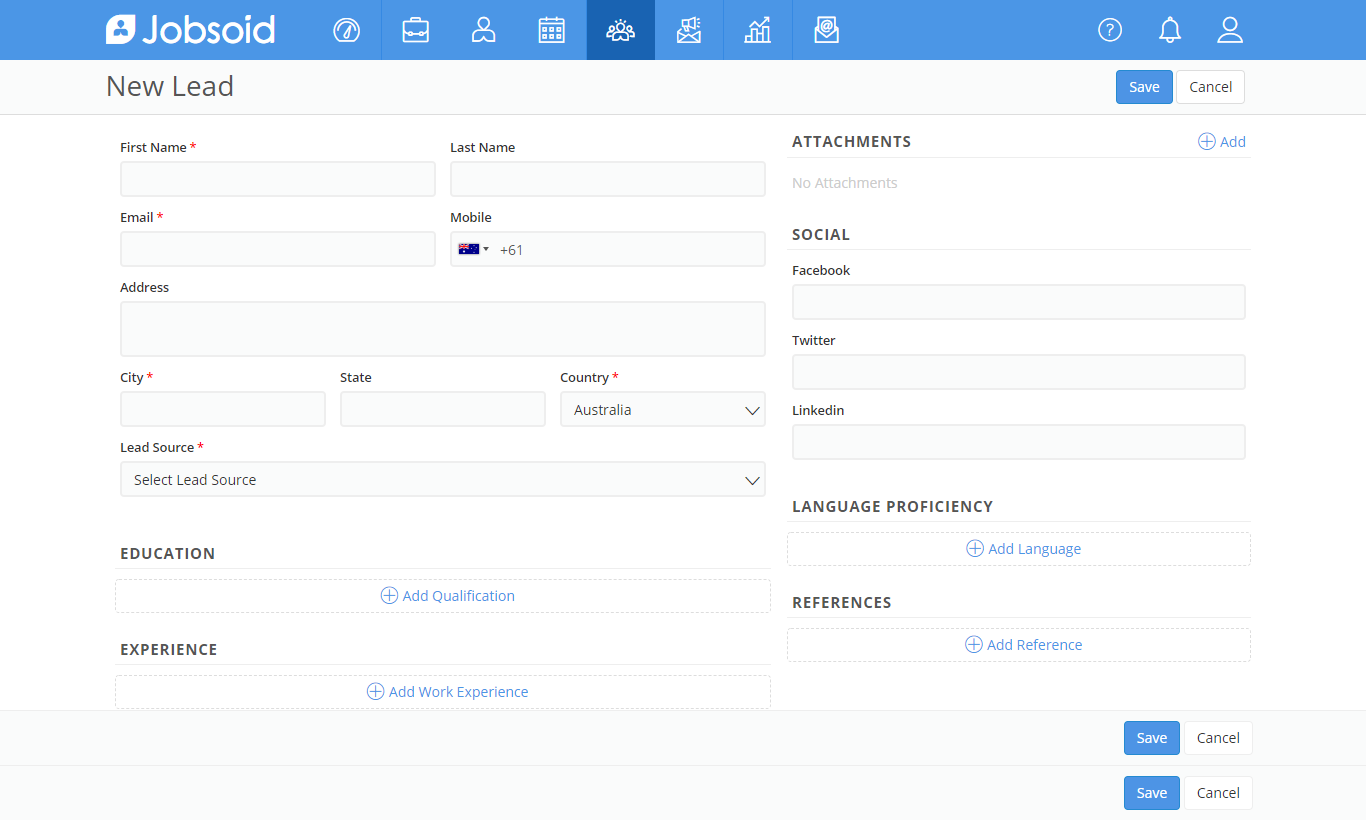 Jobsoid
?
@
New Lead
Save
Cancel
First Name *
Last Name
Email *
Mobile
+61
Address
City *
State
Country *
Australia
Lead Source *
Select Lead Source
EDUCATION
Add Qualification
EXPERIENCE
Add Work Experience
ATTACHMENTS
Add
No Attachments
SOCIAL
Facebook
Twitter
Linkedin
LANGUAGE PROFICIENCY
Add Language
REFERENCES
Add Reference
Save
Cancel
Save
Cancel